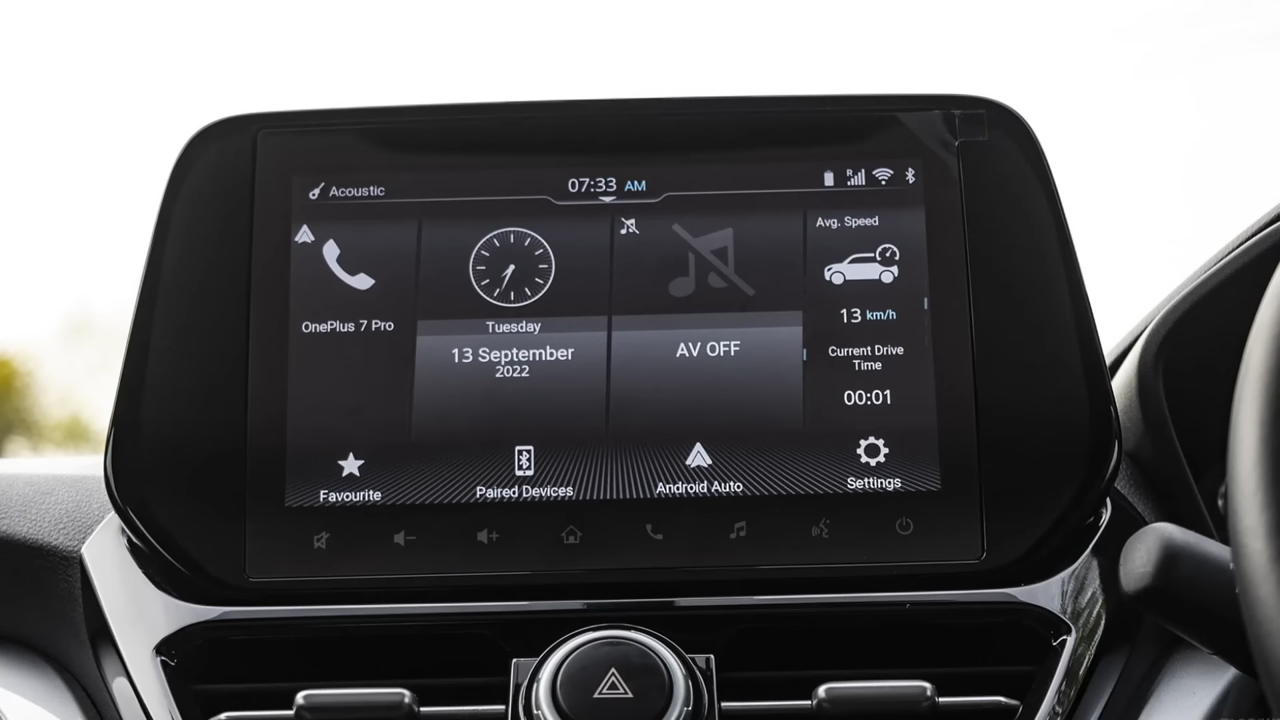 Acoustic
07:33 AM
R
Avg. Speed
OnePlus 7 Pro
Tuesday
13 September
2022
AV OFF
13 km/h
Current Drive
Time
00:01
Favourite
Paired Devices
Android Auto
Settings